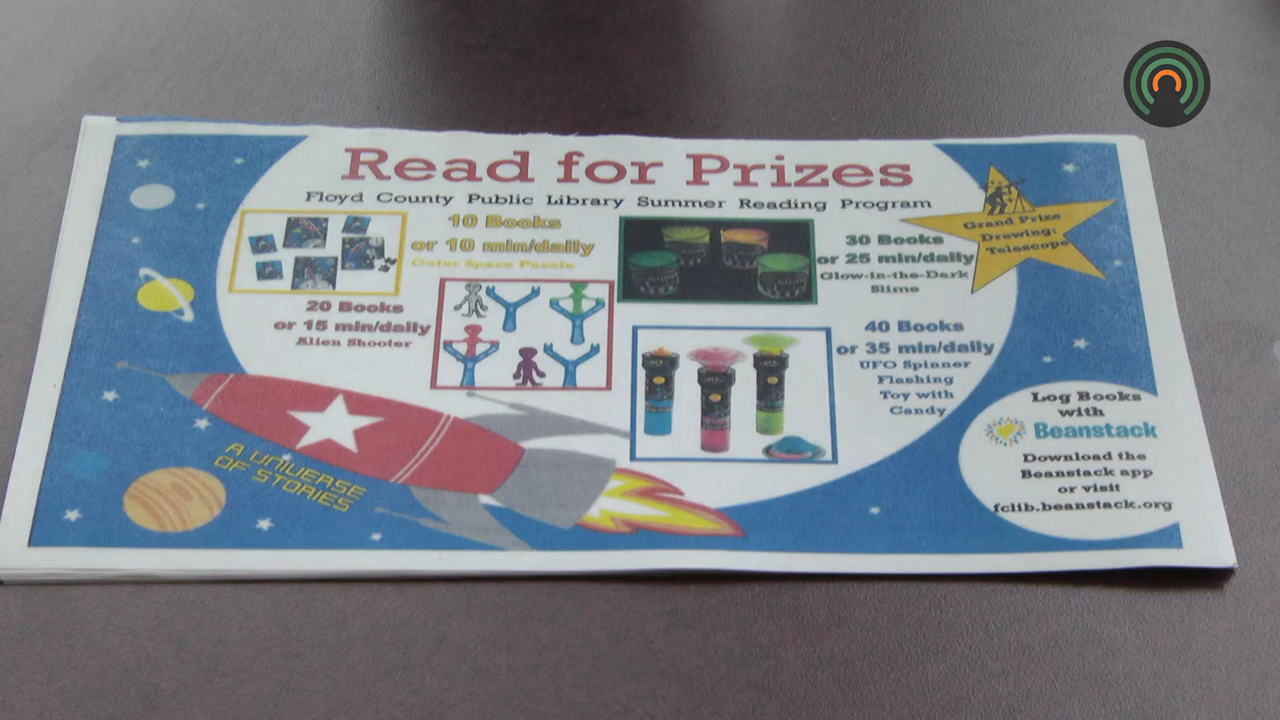 Read for Prizes
Floyd County Public Library Summer Reading Program
10 Books
or 10 min/daily
Outer Space Puzzle
20 Books
or 15 min/daily
Alien Shooter
30 Books
or 25 min/daily
Glow-in-the-Dark
Slime
40 Books
or 35 min/daily
UFO Spinner
Flashing
Toy with
Candy
Grand Prize
Drawing:
Telescope
A UNIVERSE
OF STORIES
Log Books
with
Beanstack
Download the
Beanstack app
or visit
fclib.beanstack.org